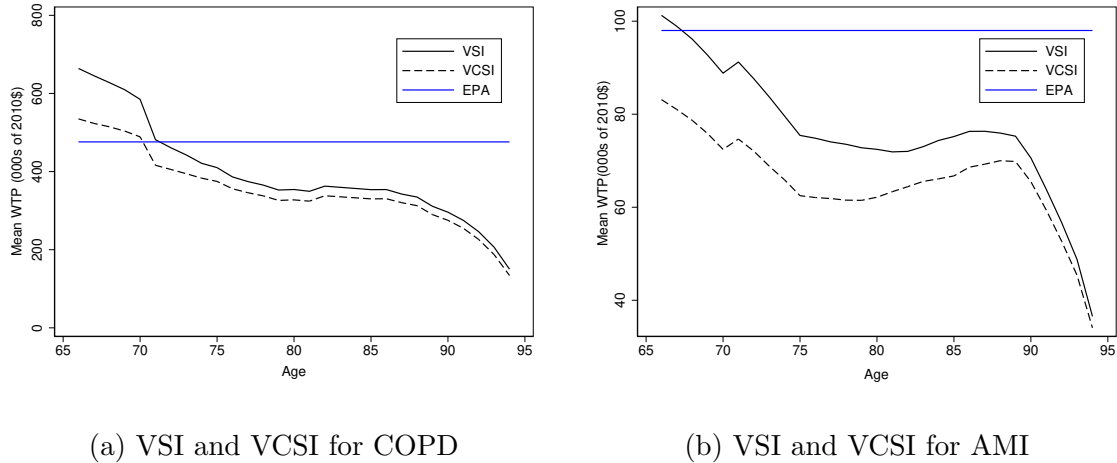 800
600
400
200
0
Mean WTP (000s of 2010$)
VSI
VCSI
EPA
65 70 75 80 85 90 95
Age
(a) VSI and VCSI for COPD
100
80
60
40
Mean WTP(000s of 2010$)
VSI
VCSI
EPA
65 70 75 80 85 90 95
Age
(b) VSI and VCSI for AMI